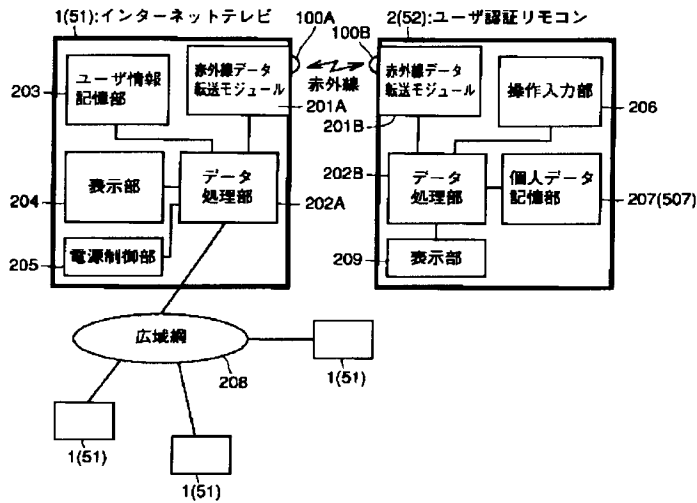 1(51):インターネットテレビ
100A
100B
2(52):ユーザ認証リモコン
203
ユーザ情報
記憶部
赤外線データ
転送モジュール
201A
赤外線
赤外線データ
転送モジュール
201B
操作入力部
206
204
表示部
データ
処理部
202A
202B
データ
処理部
個人データ
記憶部
207(507)
205
電源制御部
209
表示部
広域網
208
1(51)
1(51)
1(51)